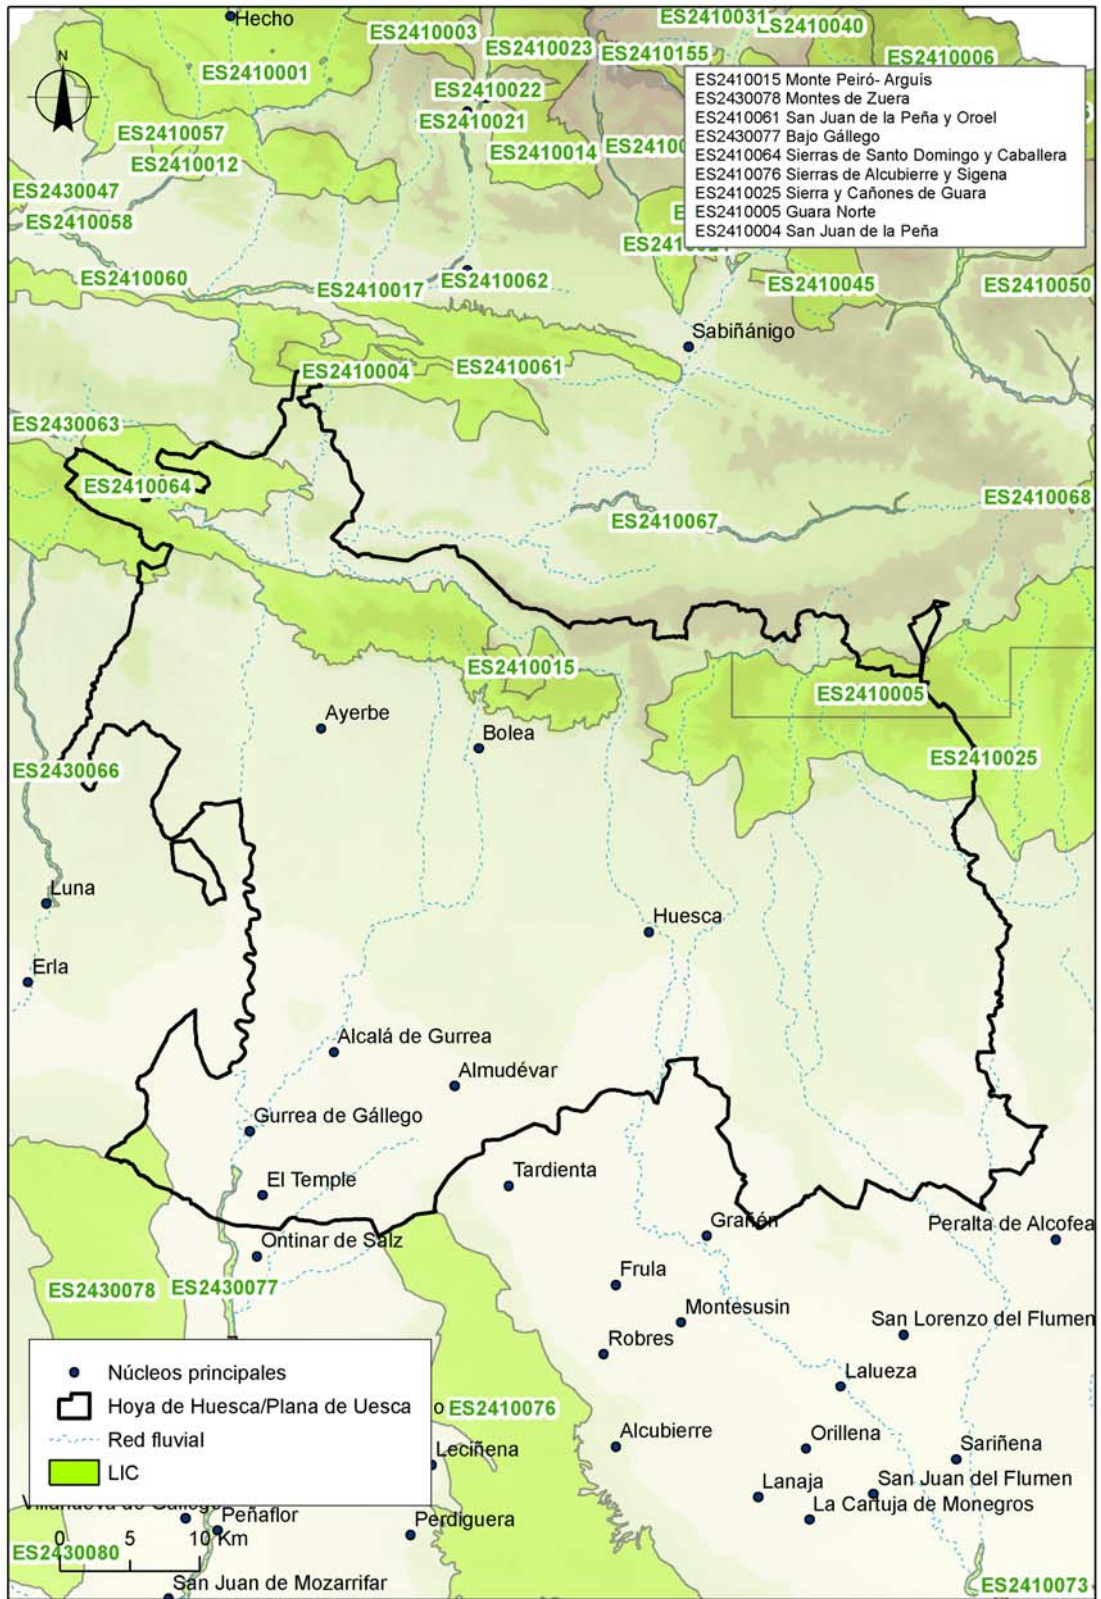 Hecho
ES2410003
ES2410031
ES2410040
ES2410023
ES2410155
ES2410006
ES2410001
N
ES2410022
ES2410021
ES2410057
ES2410012
ES2410014
ES2410015 Monte Peiró- Arguis
ES2430078 Montes de Zuera
ES2410061 San Juan de la Peña y Oroel
ES2430077 Bajo Gállego
ES2410064 Sierras de Santo Domingo y Caballera
ES2410076 Sierras de Alcubierre y Sigena
ES2410025 Sierra y Cañones de Guara
ES2410005 Guara Norte
ES2410004 San Juan de la Peña
ES2430047
ES2410058
ES2410060
ES2410017
ES2410062
ES2410045
ES2410050
Sabiñánigo
ES2410004
ES2410061
ES2430063
ES2410064
ES2410067
ES2410068
ES2410015
ES2410005
Ayerbe
Bolea
ES2430066
ES2410025
Luna
Huesca
Erla
Alcalá de Gurrea
Almudévar
Gurrea de Gállego
El Temple
Tardienta
Ontinar de Salz
Grañén
Peralta de Alcofea
ES2430078
ES2430077
Frula
Montesusin
San Lorenzo del Flumen
Robres
Lalueza
Núcleos principales
Hoya de Huesca/Plana de Uesca
Red fluvial
LIC
o
ES2410076
Alcubierre
Leciñena
Orillena
Sariñena
Lanaja
San Juan del Flumen
La Cartuja de Monegros
Peñaflor
Perdiguera
0 5 10 Km
ES2430080
San Juan de Mozarrifar
ES2410073